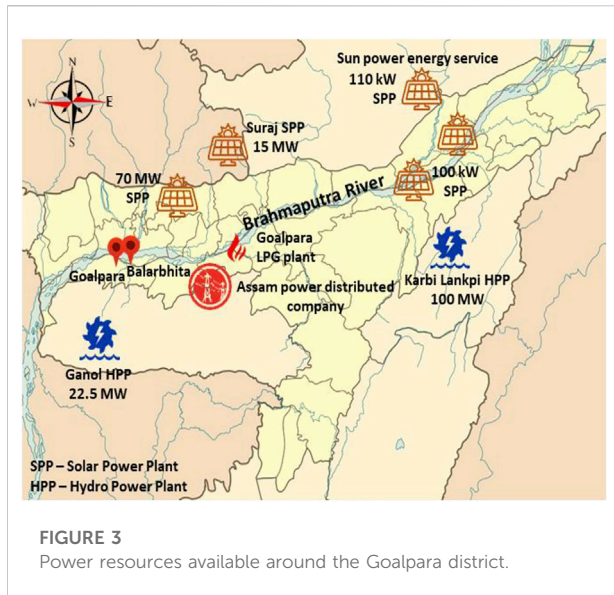 N
W
E
S
Sun power energy service
110 kW
SPP
Suraj SPP
15 MW
70 MW
SPP
100 kW
SPP
Brahmaputra River
Goalpara
LPG plant
Goalpara
Balarbhita
Assam power distributed
company
Karbi Lankpi HPP
100 MW
Ganol HPP
22.5 MW
SPP – Solar Power Plant
HPP – Hydro Power Plant
FIGURE 3
Power resources available around the Goalpara district.